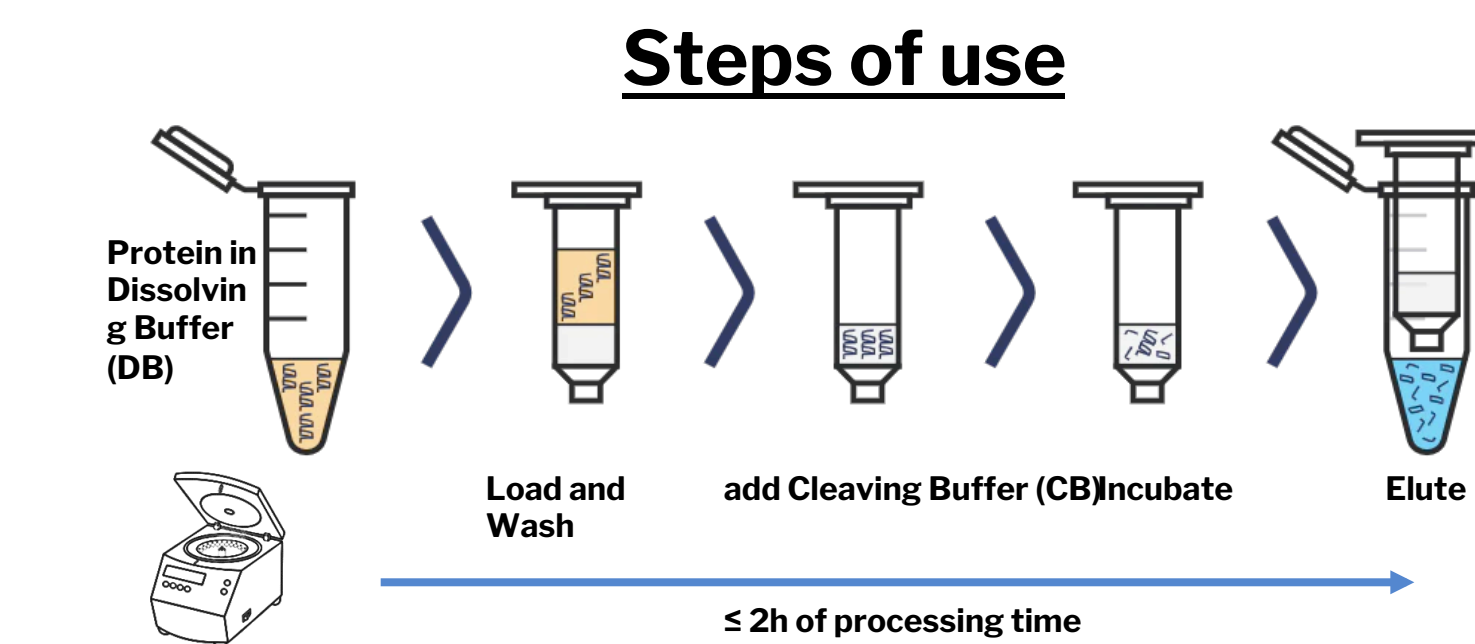 Steps of use
Protein in
Dissolvin
g Buffer
(DB)
Load and
Wash
add Cleaving Buffer (CB)
Incubate
Elute
≤ 2h of processing time